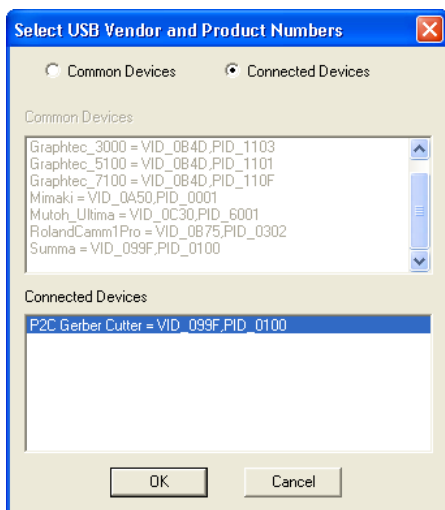 Select USB Vendor and Product Numbers
Common Devices Connected Devices
Common Devices
Graphtec_3000 = VID_0B4D,PID_1103
Graphtec_5100 = VID_0B4D,PID_1101
Graphtec_7100 = VID_0B4D,PID_110F
Mimaki = VID_0A50,PID_0001
Mutoh_Ultima = VID_0C30,PID_6001
RolandCamm1Pro = VID_0B75,PID_0302
Summa = VID_099F,PID_0100
Connected Devices
P2C Gerber Cutter = VID_099F,PID_0100
OK Cancel